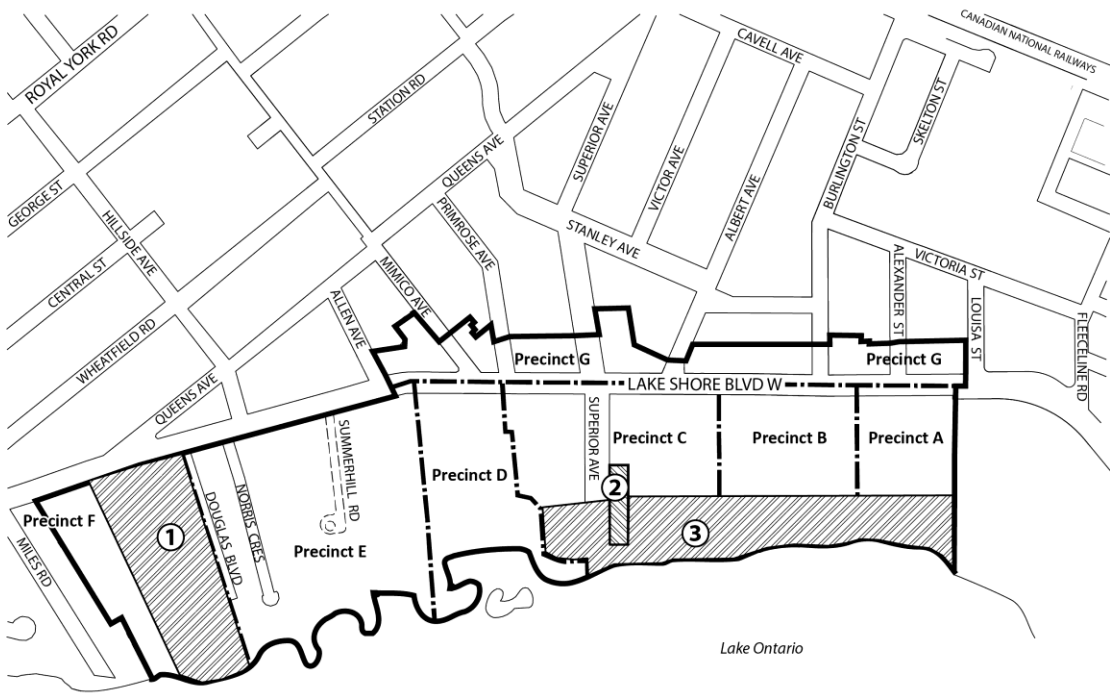 CANADIAN NATIONAL RAILWAYS
ROYAL YORK RD
CAVELL AVE
STATION RD
SKELTON ST
SUPERIOR AVE
VICTOR AVE
ALBERT AVE
BURLINGTON ST
QUEENS AVE
GEORGE ST
HILLSIDE AVE
PRIMROSE AVE
STANLEY AVE
ALEXANDER ST
VICTORIA ST
CENTRAL ST
MIMICO AVE
ALLEN AVE
LOUISA ST
FLEECELINE RD
WHEATFIELD RD
Precinct G
Precinct G
LAKE SHORE BLVD W
QUEENS AVE
SUPERIOR AVE
SUMMERHILL RD
Precinct C
Precinct B
Precinct A
Precinct D
2
NORRIS CRES
DOUGLAS BLVD
Precinct F
1
3
Precinct E
MILES RD
Lake Ontario